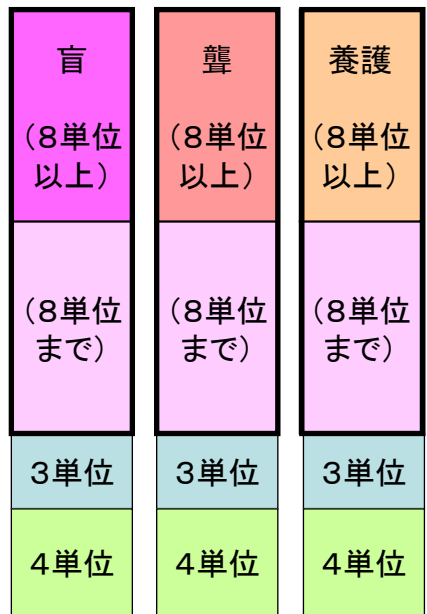 盲
（８単位
以上）
（８単位
まで）
３単位
４単位
聾
（８単位
以上）
（８単位
まで）
３単位
４単位
養護
（８単位
以上）
（８単位
まで）
３単位
４単位